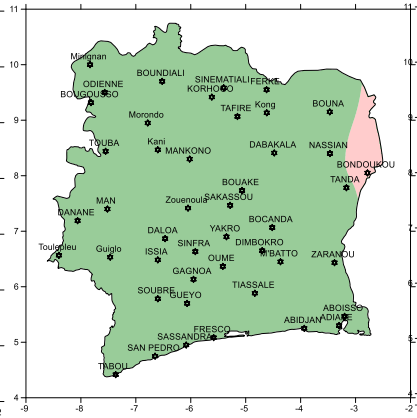 11
10
9
8
7
6
5
4
-9
-8
-7
-6
-5
-4
-3
-2
Minignan
BOUNDIALI
SINEMATIALI
FERKE
ODIENNE
KORHOGO
BOUGOUSSO
TAFIRE
Kong
BOUNA
Morondo
TOUBA
Kani
MANKONO
DABAKALA
NASSIAN
BONDOUKOU
TANDA
BOUAKE
MAN
Zouenoula
SAKASSOU
DANANE
BOCANDA
DALOA
YAKRO
Toulepleu
Guiglo
SINFRA
DIMBOKRO
ISSIA
OUME
M'BATTO
ZARANOU
GAGNOA
SOUBRE
GUEYO
TIASSALE
ABOISSO
ABIDJAN
ADIAKE
FRESCO
SASSANDRA
SAN PEDRO
TABOU